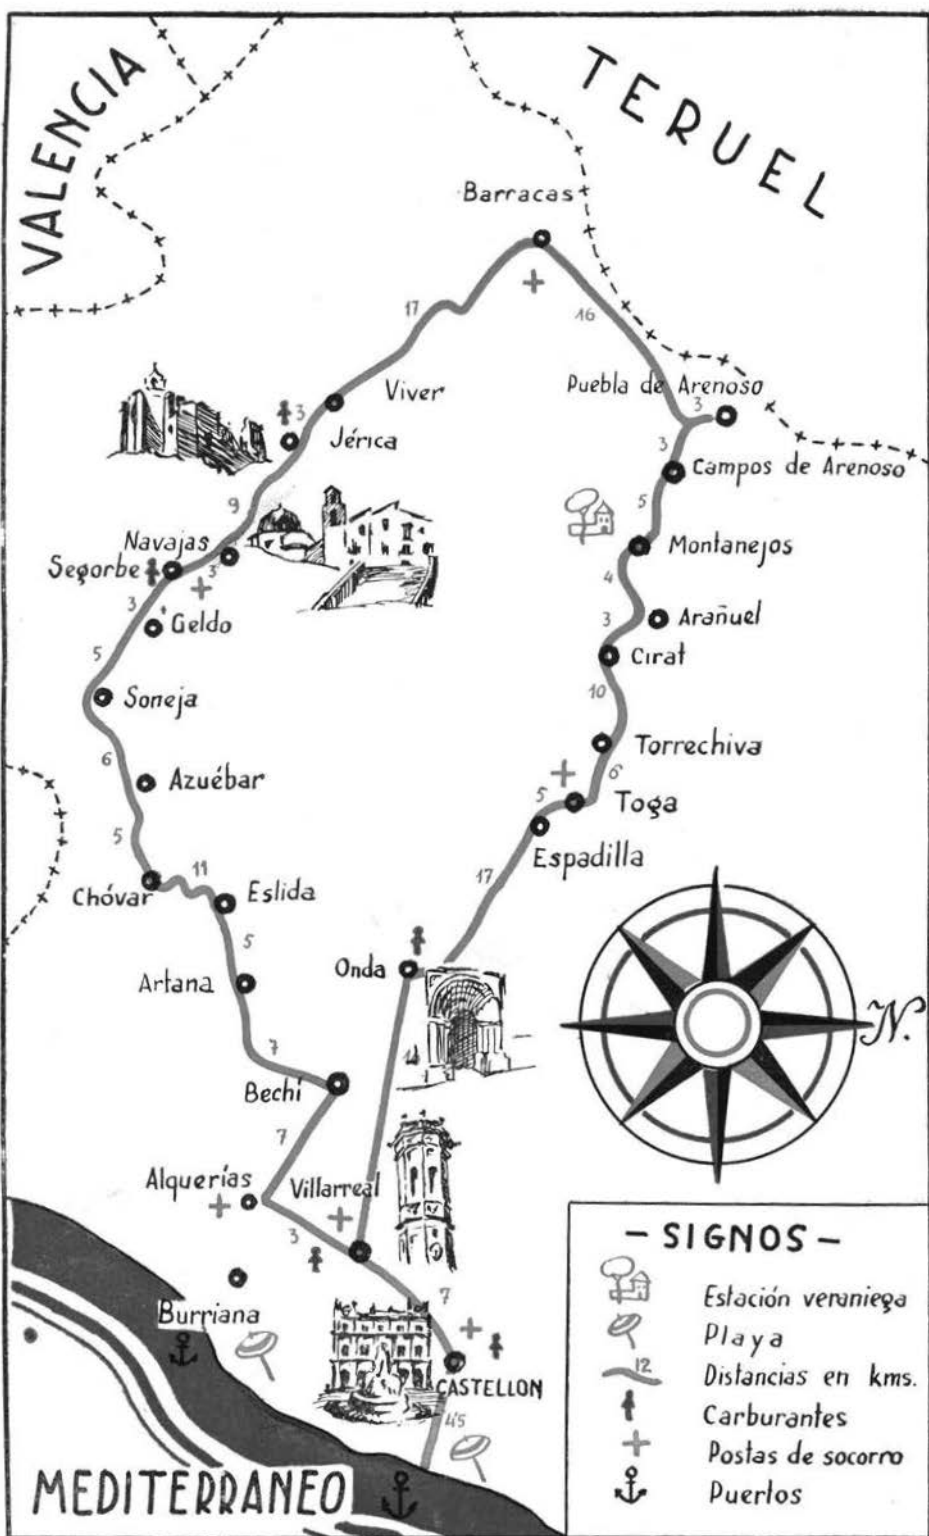 VALENCIA
TERUEL
Barracas
17
16
Viver
Puebla de Arenoso
3
3
Jérica
3
Campos de Arenoso
9
5
Navajas
Montanejos
Segorbe
3
4
3
Geldo
3
Arañuel
5
Cirat
Soneja
10
Torrechiva
6
Azuébar
6
5
Toga
5
Espadilla
Chóvar
11
Eslida
17
5
Onda
Artana
N.
7
Bechí
7
Alquerías
Villarreal
3
Burriana
7
CASTELLON
4'5
MEDITERRANEO
- SIGNOS -
Estación veraniega
Playa
12
Distancias en kms.
Carburantes
Postas de socorro
Puertos